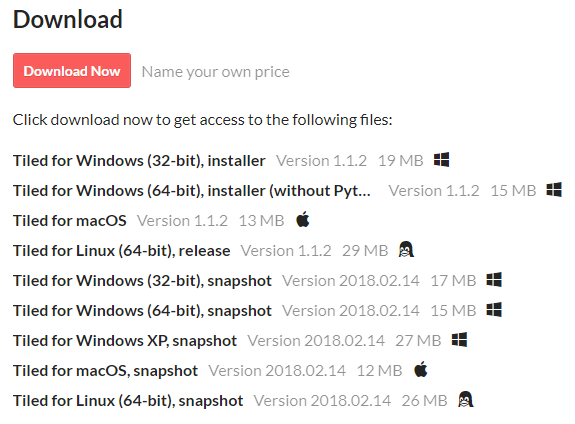 Download
Download Now Name your own price
Click download now to get access to the following files:
Tiled for Windows (32-bit), installer Version 1.1.2 19 MB
Tiled for Windows (64-bit), installer (without Pyt... Version 1.1.2 15 MB
Tiled for macOS Version 1.1.2 13 MB
Tiled for Linux (64-bit), release Version 1.1.2 29 MB
Tiled for Windows (32-bit), snapshot Version 2018.02.14 17 MB
Tiled for Windows (64-bit), snapshot Version 2018.02.14 15 MB
Tiled for Windows XP, snapshot Version 2018.02.14 27 MB
Tiled for macOS, snapshot Version 2018.02.14 12 MB
Tiled for Linux (64-bit), snapshot Version 2018.02.14 26 MB